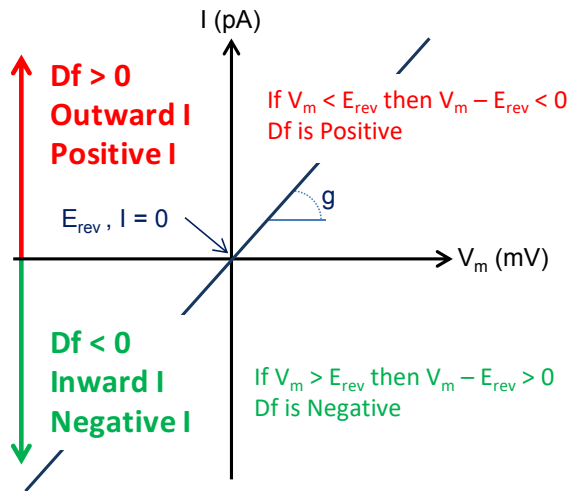 I (pA)
Df > 0
Outward I
Positive I
If Vₘ < Eᵣₑᵥ then Vₘ – Eᵣₑᵥ < 0
Df is Positive
g
Eᵣₑᵥ , I = 0
Vₘ (mV)
Df < 0
Inward I
Negative I
If Vₘ > Eᵣₑᵥ then Vₘ – Eᵣₑᵥ > 0
Df is Negative